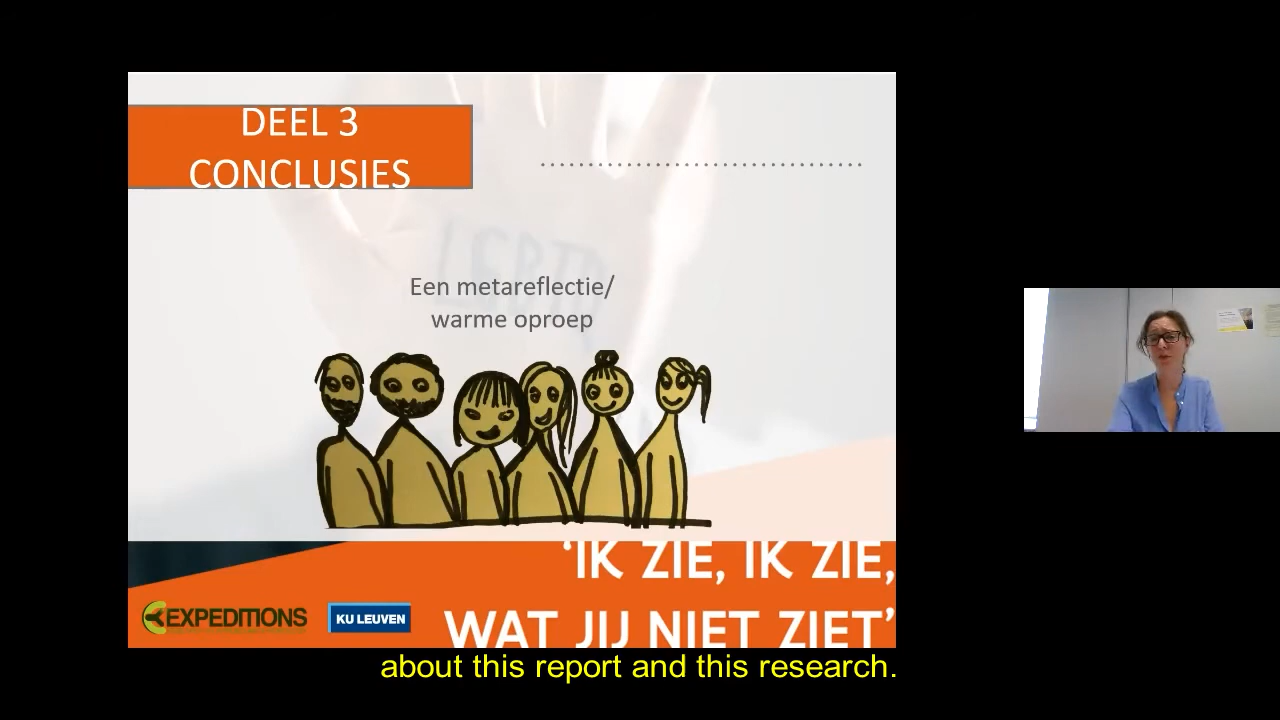 DEEL 3
CONCLUSIES
Een metareflectie/
warme oproep
'IK ZIE, IK ZIE,
WAT JIJ NIET ZIET'
EXPEDITIONS
KU LEUVEN
about this report and this research.